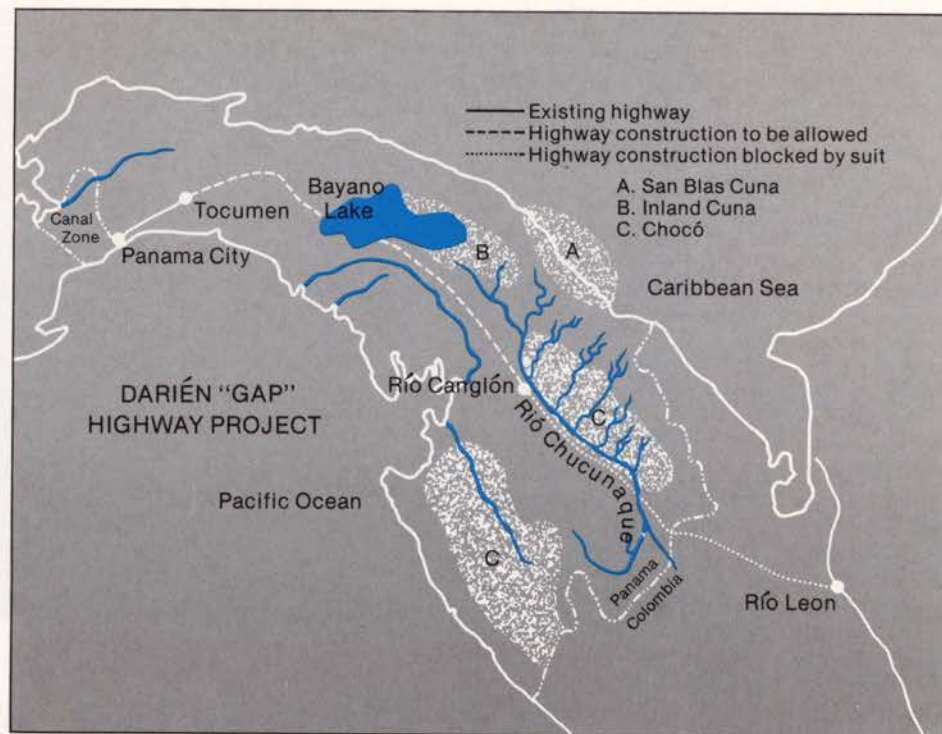 Existing highway
Highway construction to be allowed
Highway construction blocked by suit
A. San Blas Cuna
B. Inland Cuna
C. Chocó
Bayano
Lake
Canal
Zone
Tocumen
Panama City
B
A
Caribbean Sea
DARIÉN "GAP"
HIGHWAY PROJECT
Río Canglón
C
Rió Chucunaque
Pacific Ocean
C
Panama
Colombia
Río Leon